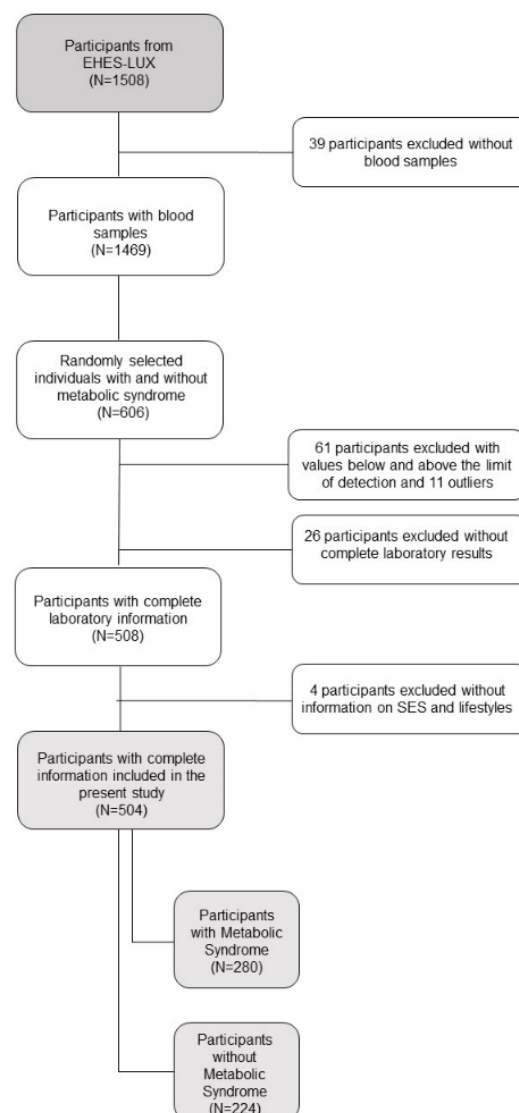 Participants from
EHES-LUX
(N=1508)
39 participants excluded without
blood samples
Participants with blood
samples
(N=1469)
Randomly selected
individuals with and without
metabolic syndrome
(N=606)
61 participants excluded with
values below and above the limit
of detection and 11 outliers
26 participants excluded without
complete laboratory results
Participants with complete
laboratory information
(N=508)
4 participants excluded without
information on SES and lifestyles
Participants with complete
information included in the
present study
(N=504)
Participants
with Metabolic
Syndrome
(N=280)
Participants
without
Metabolic
Syndrome
(N=224)